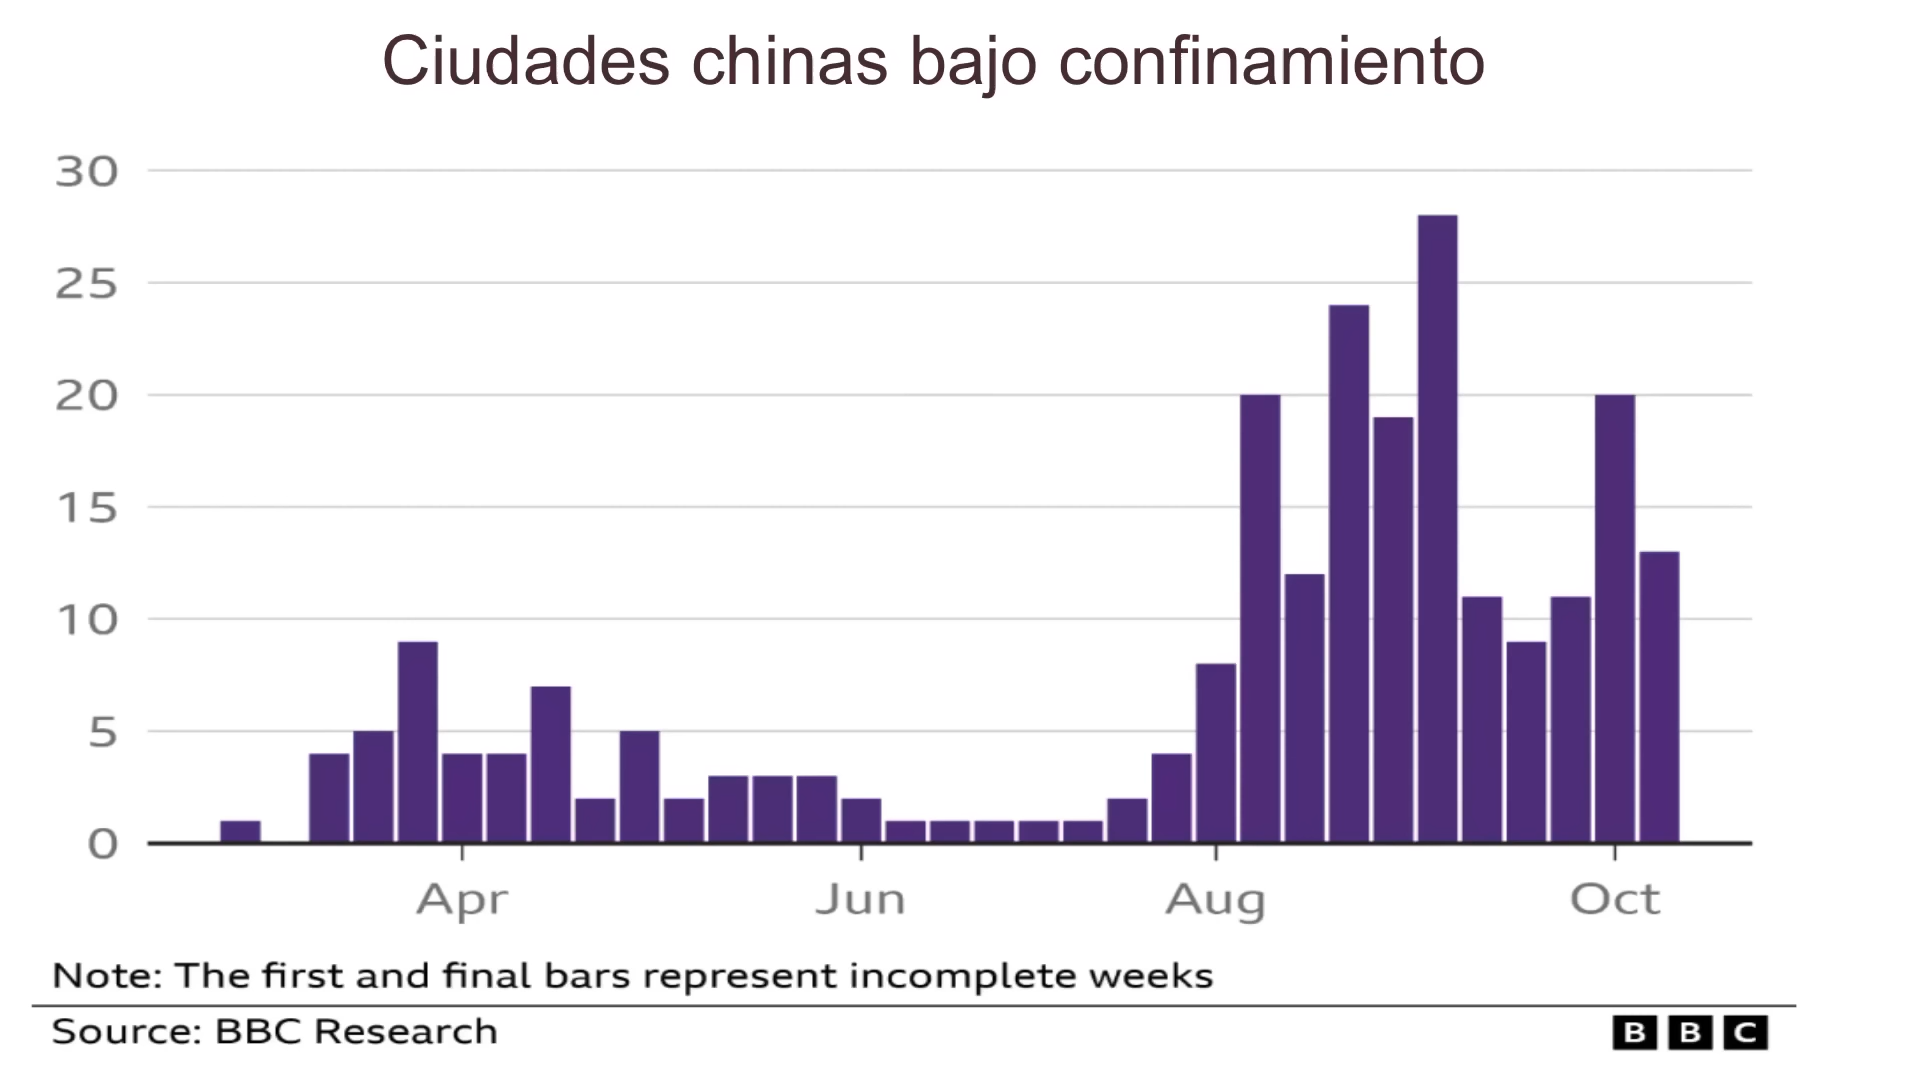 Ciudades chinas bajo confinamiento
30
25
20
15
10
5
0
Apr Jun Aug Oct
Note: The first and final bars represent incomplete weeks
Source: BBC Research
BBC